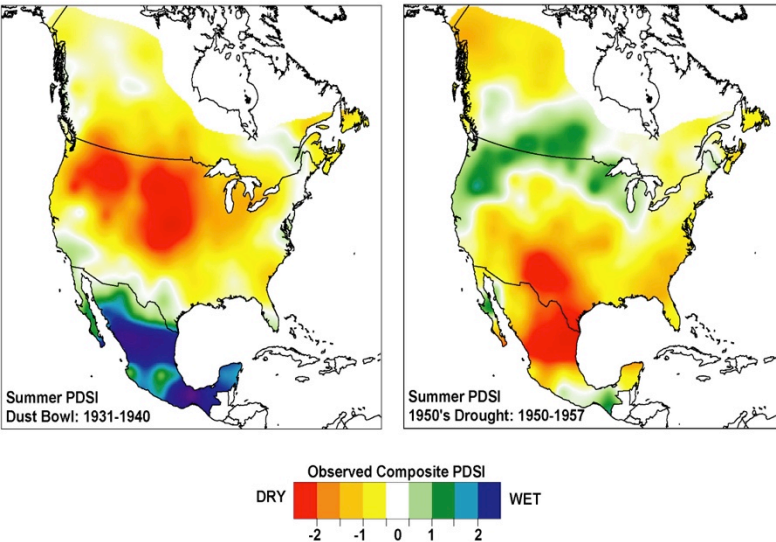 Summer PDSI
Dust Bowl: 1931-1940
Summer PDSI
1950's Drought: 1950-1957
Observed Composite PDSI
DRY WET
-2 -1 0 1 2